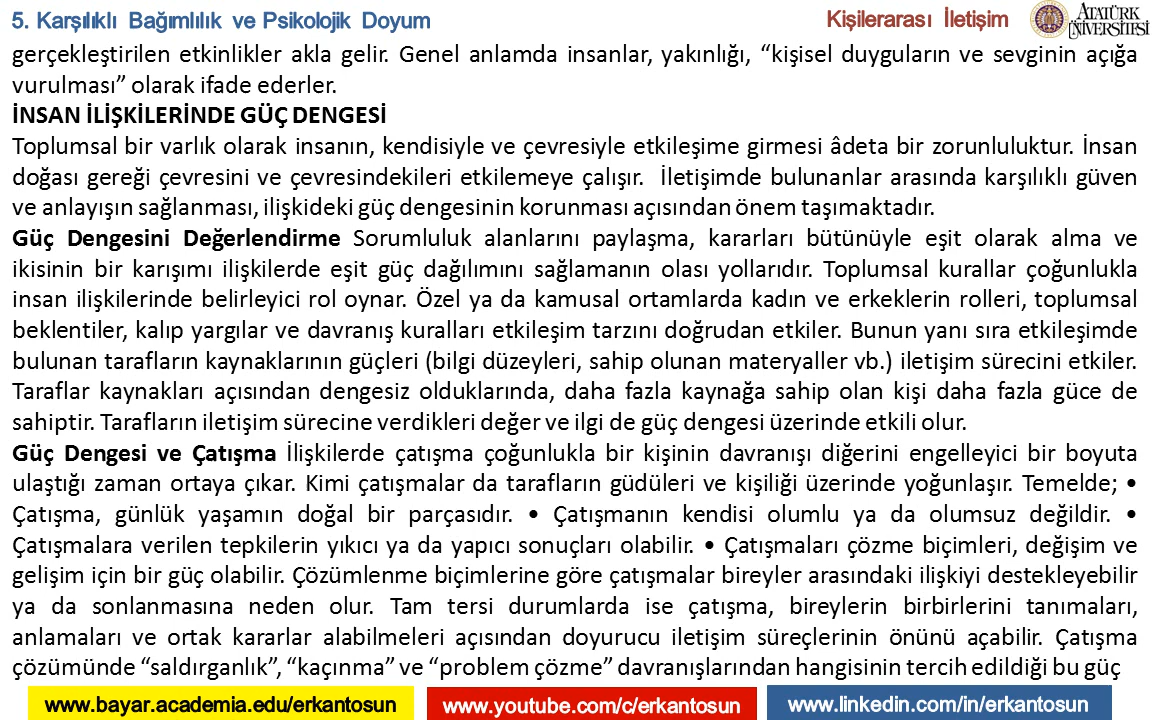 5. Karşılıklı Bağımlılık ve Psikolojik Doyum
Kişilerarası İletişim
ATATÜRK
ÜNİVERSİTESİ
gerçekleştirilen etkinlikler akla gelir. Genel anlamda insanlar, yakınlığı, “kişisel duyguların ve sevginin açığa
vurulması” olarak ifade ederler.
İNSAN İLİŞKİLERİNDE GÜÇ DENGESİ
Toplumsal bir varlık olarak insanın, kendisiyle ve çevresiyle etkileşime girmesi âdeta bir zorunluluktur. İnsan
doğası gereği çevresini ve çevresindekileri etkilemeye çalışır. İletişimde bulunanlar arasında karşılıklı güven
ve anlayışın sağlanması, ilişkideki güç dengesinin korunması açısından önem taşımaktadır.
Güç Dengesini Değerlendirme Sorumluluk alanlarını paylaşma, kararları bütünüyle eşit olarak alma ve
ikisinin bir karışımı ilişkilerde eşit güç dağılımını sağlamanın olası yollarıdır. Toplumsal kurallar çoğunlukla
insan ilişkilerinde belirleyici rol oynar. Özel ya da kamusal ortamlarda kadın ve erkeklerin rolleri, toplumsal
beklentiler, kalıp yargılar ve davranış kuralları etkileşim tarzını doğrudan etkiler. Bunun yanı sıra etkileşimde
bulunan tarafların kaynaklarının güçleri (bilgi düzeyleri, sahip olunan materyaller vb.) iletişim sürecini etkiler.
Taraflar kaynakları açısından dengesiz olduklarında, daha fazla kaynağa sahip olan kişi daha fazla güce de
sahiptir. Tarafların iletişim sürecine verdikleri değer ve ilgi de güç dengesi üzerinde etkili olur.
Güç Dengesi ve Çatışma İlişkilerde çatışma çoğunlukla bir kişinin davranışı diğerini engelleyici bir boyuta
ulaştığı zaman ortaya çıkar. Kimi çatışmalar da tarafların güdüleri ve kişiliği üzerinde yoğunlaşır. Temelde; •
Çatışma, günlük yaşamın doğal bir parçasıdır. • Çatışmanın kendisi olumlu ya da olumsuz değildir. •
Çatışmalara verilen tepkilerin yıkıcı ya da yapıcı sonuçları olabilir. • Çatışmaları çözme biçimleri, değişim ve
gelişim için bir güç olabilir. Çözümlenme biçimlerine göre çatışmalar bireyler arasındaki ilişkiyi destekleyebilir
ya da sonlanmasına neden olur. Tam tersi durumlarda ise çatışma, bireylerin birbirlerini tanımaları,
anlamaları ve ortak kararlar alabilmeleri açısından doyurucu iletişim süreçlerinin önünü açabilir. Çatışma
çözümünde “saldırganlık”, “kaçınma” ve “problem çözme” davranışlarından hangisinin tercih edildiği bu güç
www.bayar.academia.edu/erkantosun
www.youtube.com/c/erkantosun
www.linkedin.com/in/erkantosun